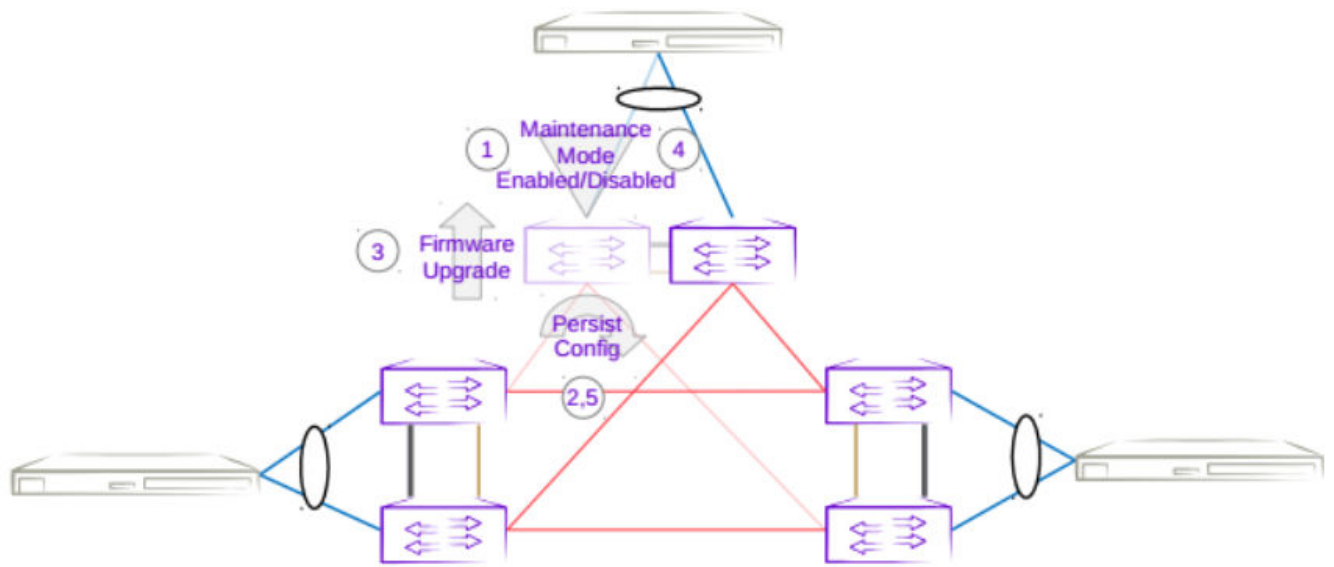 1
Maintenance
Mode
Enabled/Disabled
4
3
Firmware
Upgrade
Persist
Config
2,5